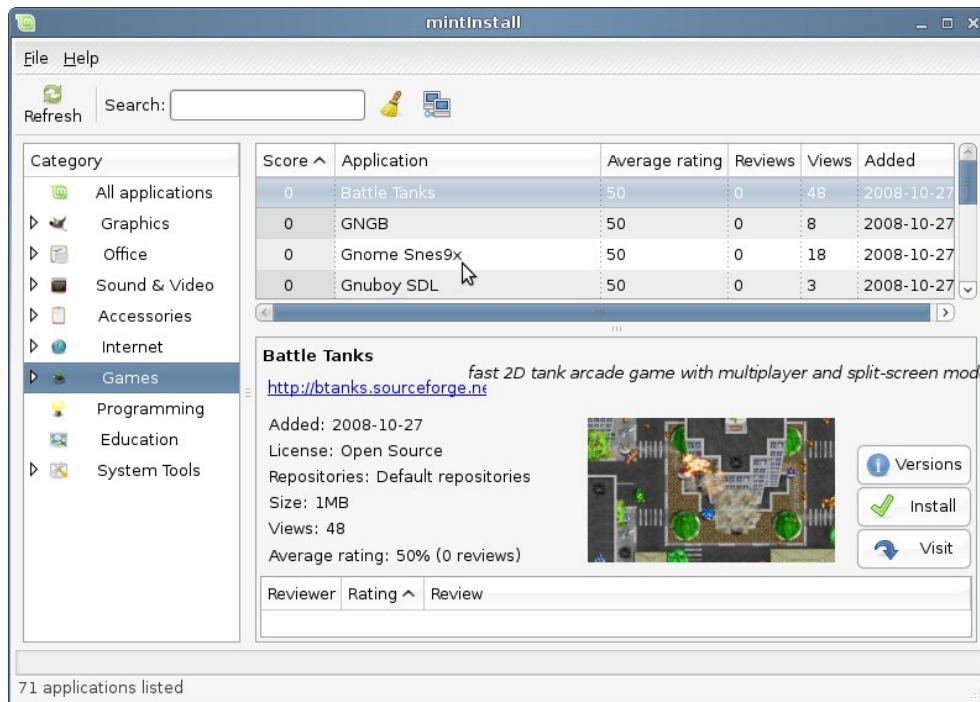 mintInstall
File Help
Refresh
Search:
Category
All applications
Graphics
Office
Sound & Video
Accessories
Internet
Games
Programming
Education
System Tools
Score Application Average rating Reviews Views Added
0 Battle Tanks 50 0 48 2008-10-27
0 GNGB 50 0 8 2008-10-27
0 Gnome Snes9x 50 0 18 2008-10-27
0 Gnuboy SDL 50 0 3 2008-10-27
Battle Tanks
fast 2D tank arcade game with multiplayer and split-screen mod
http://btanks.sourceforge.ne
Added: 2008-10-27
License: Open Source
Repositories: Default repositories
Size: 1MB
Views: 48
Average rating: 50% (0 reviews)
Versions
Install
Visit
Reviewer Rating Review
71 applications listed